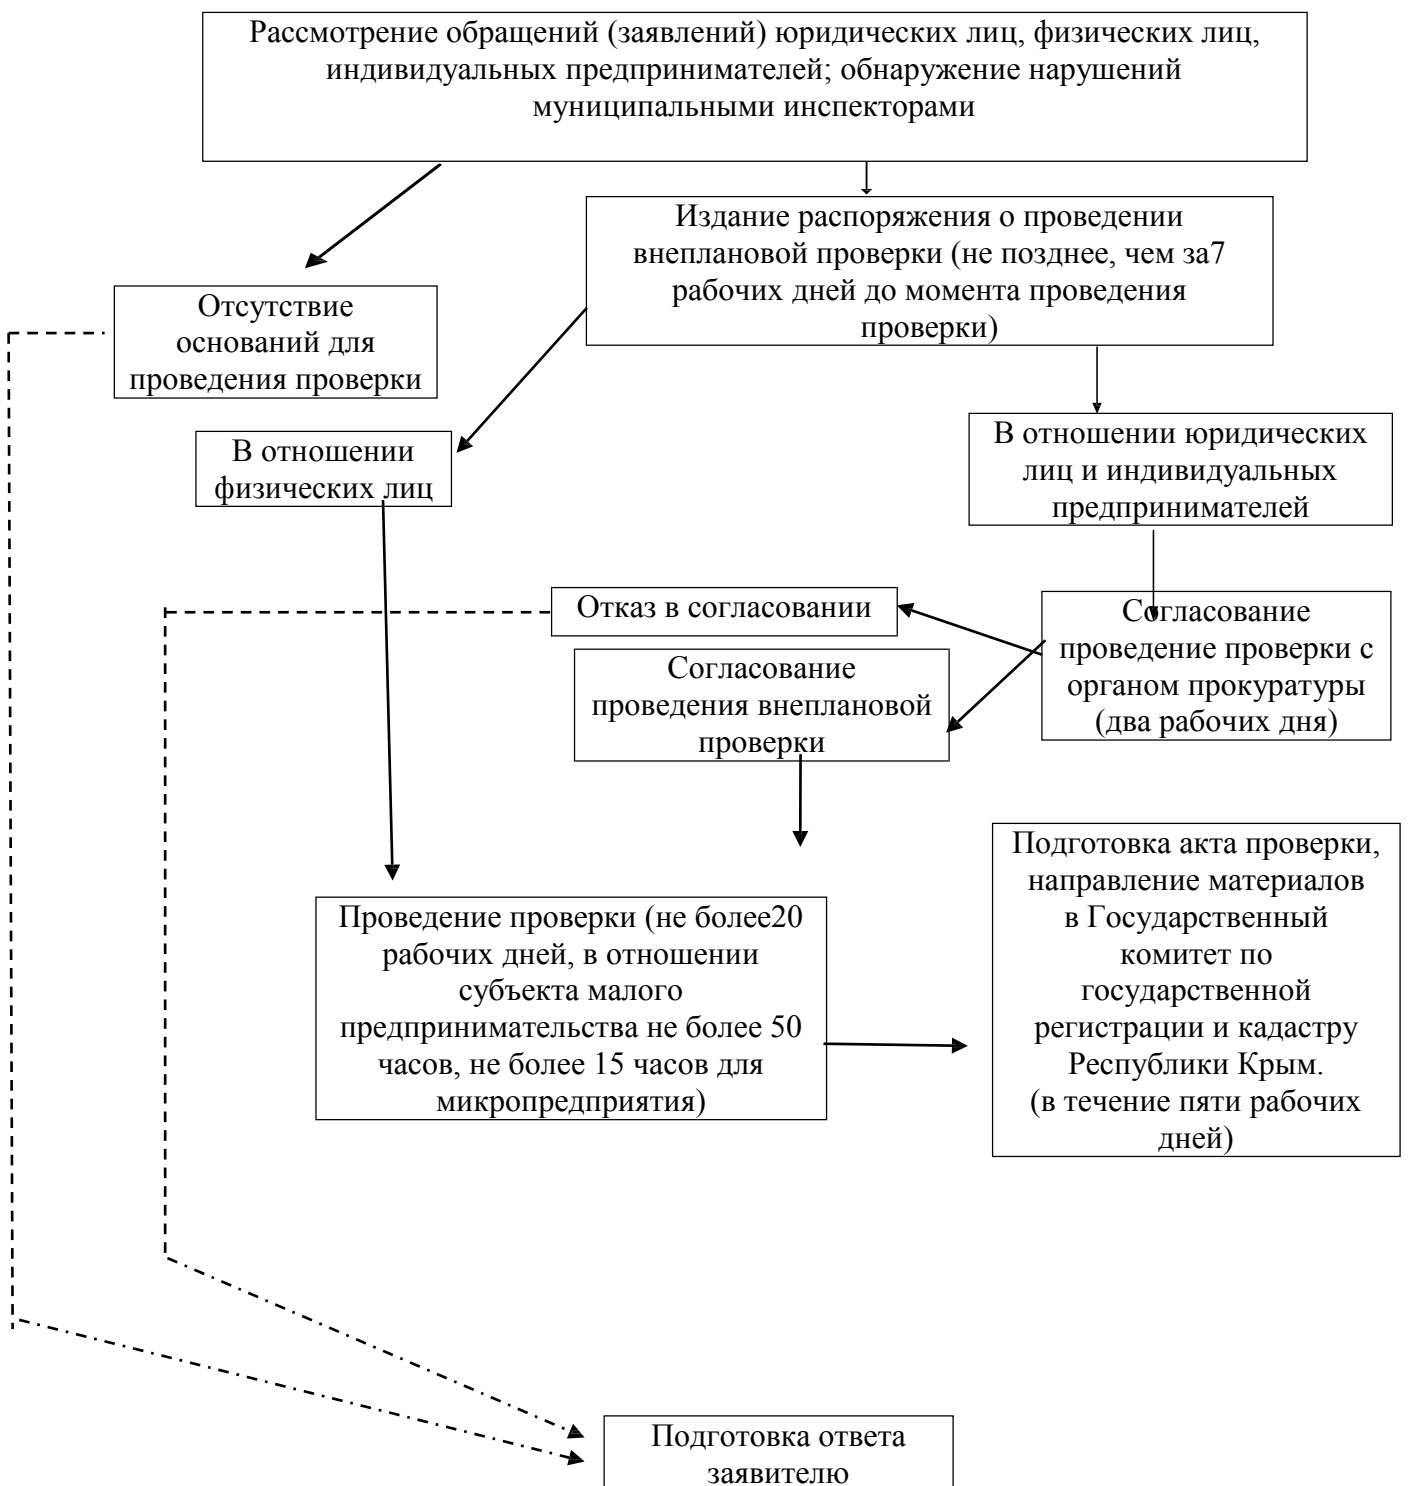 Рассмотрение обращений (заявлений) юридических лиц, физических лиц,
индивидуальных предпринимателей; обнаружение нарушений
муниципальными инспекторами
Издание распоряжения о проведении
внеплановой проверки (не позднее, чем за7
рабочих дней до момента проведения
проверки)
Отсутствие
оснований для
проведения проверки
В отношении
физических лиц
В отношении юридических
лиц и индивидуальных
предпринимателей
Отказ в согласовании
Согласование
проведение проверки с
органом прокуратуры
(два рабочих дня)
Согласование
проведения внеплановой
проверки
Подготовка акта проверки,
направление материалов
в Государственный
комитет по
государственной
регистрации и кадастру
Республики Крым.
(в течение пяти рабочих
дней)
Проведение проверки (не более20
рабочих дней, в отношении
субъекта малого
предпринимательства не более 50
часов, не более 15 часов для
микропредприятия)
Подготовка ответа
заявителю